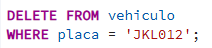 DELETE FROM vehiculo
WHERE placa = 'JKL012';